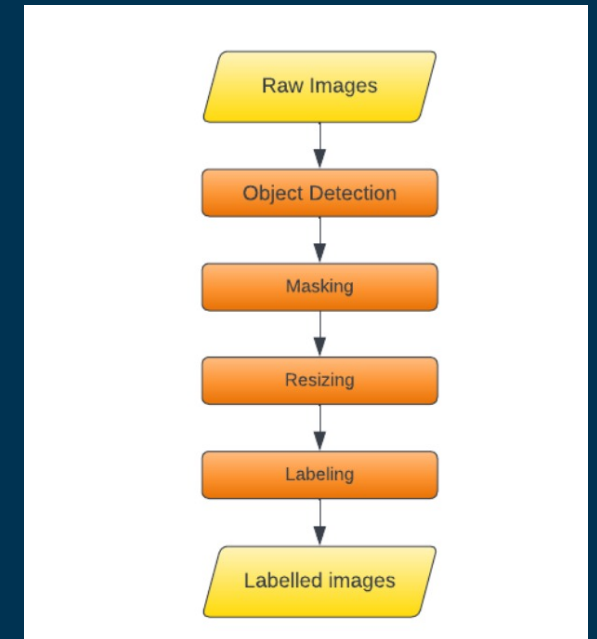 Raw Images
Object Detection
Masking
Resizing
Labeling
Labelled images